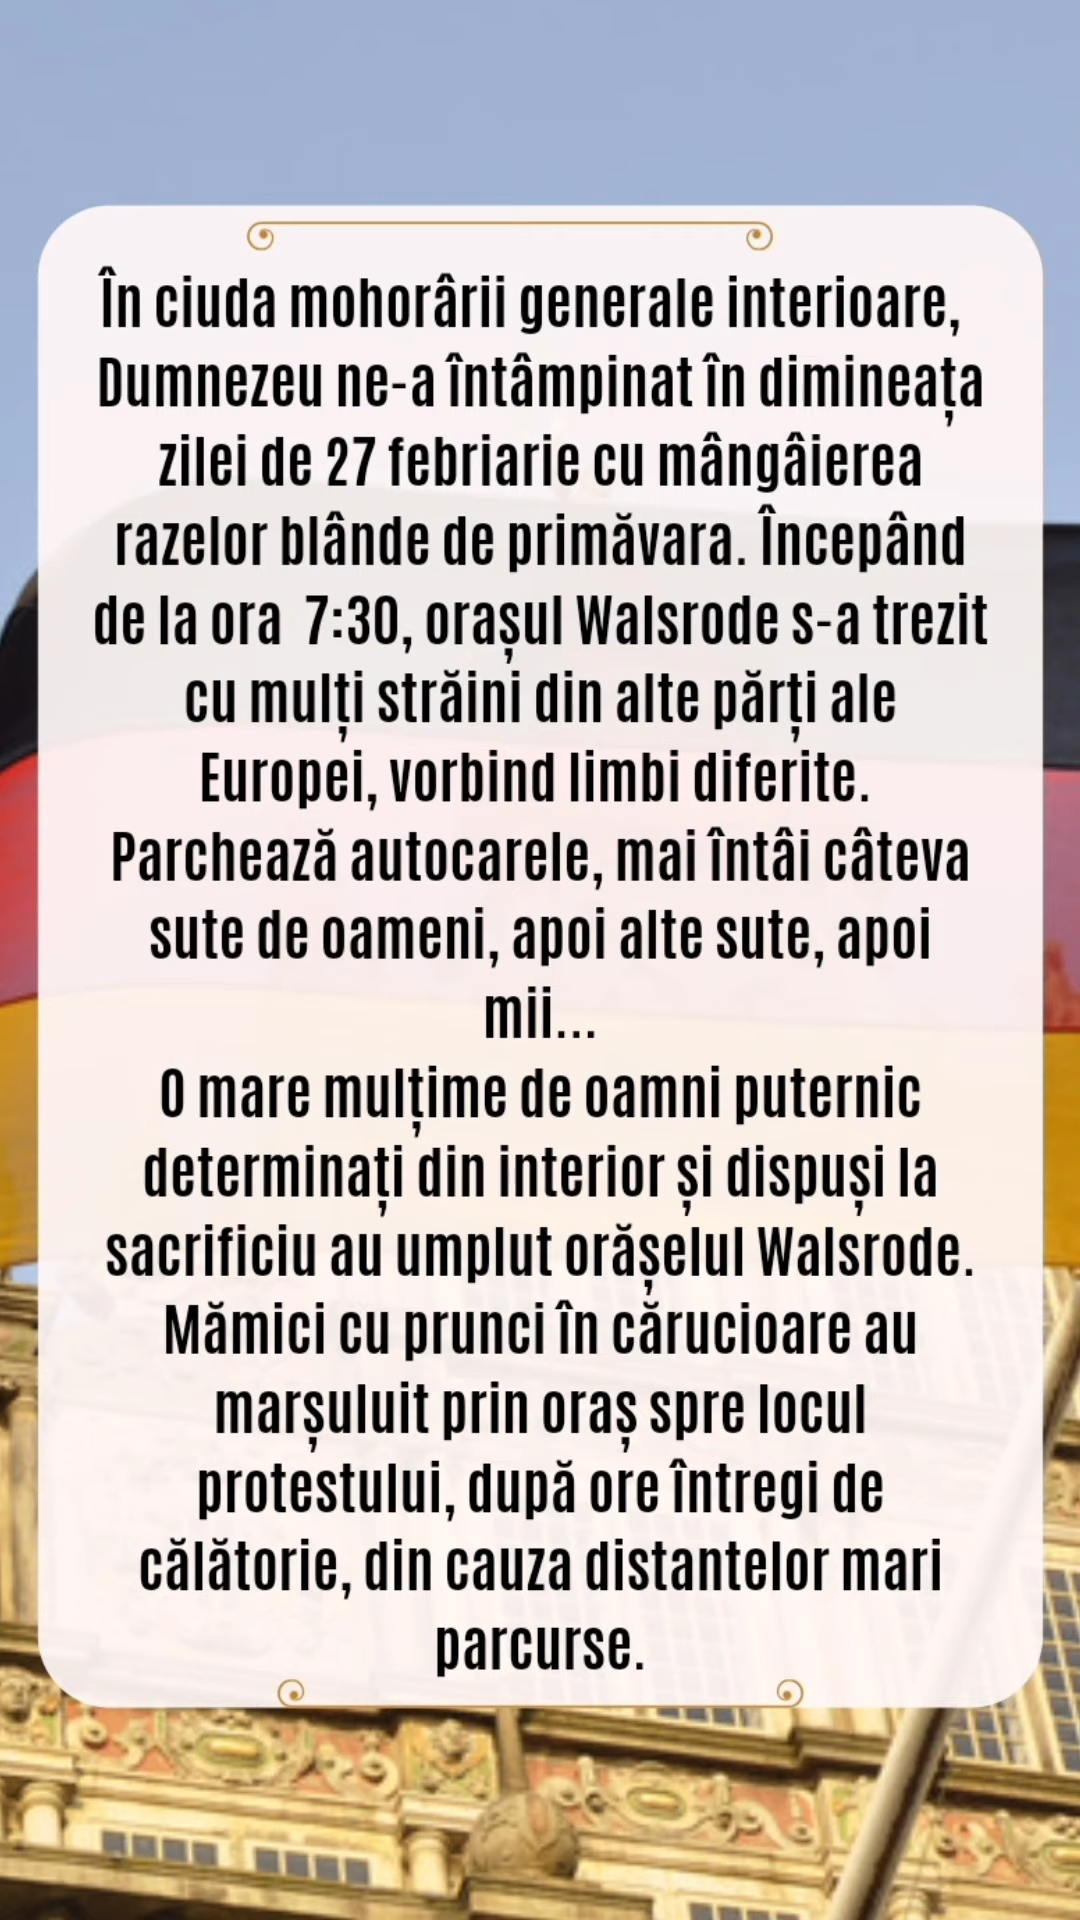 În ciuda mohorârii generale interioare,
Dumnezeu ne-a întâmpinat în dimineața
zilei de 27 febriarie cu mângâierea
razelor blânde de primăvara. Începând
de la ora 7:30, orașul Walsrode s-a trezit
cu mulți străini din alte părți ale
Europei, vorbind limbi diferite.
Parchează autocarele, mai întâi câteva
sute de oameni, apoi alte sute, apoi
mii...
O mare mulțime de oamni puternic
determinați din interior și dispuși la
sacrificiu au umplut orășelul Walsrode.
Mămici cu prunci în cărucioare au
marșuluit prin oraș spre locul
protestului, după ore întregi de
călătorie, din cauza distantelor mari
parcurse.